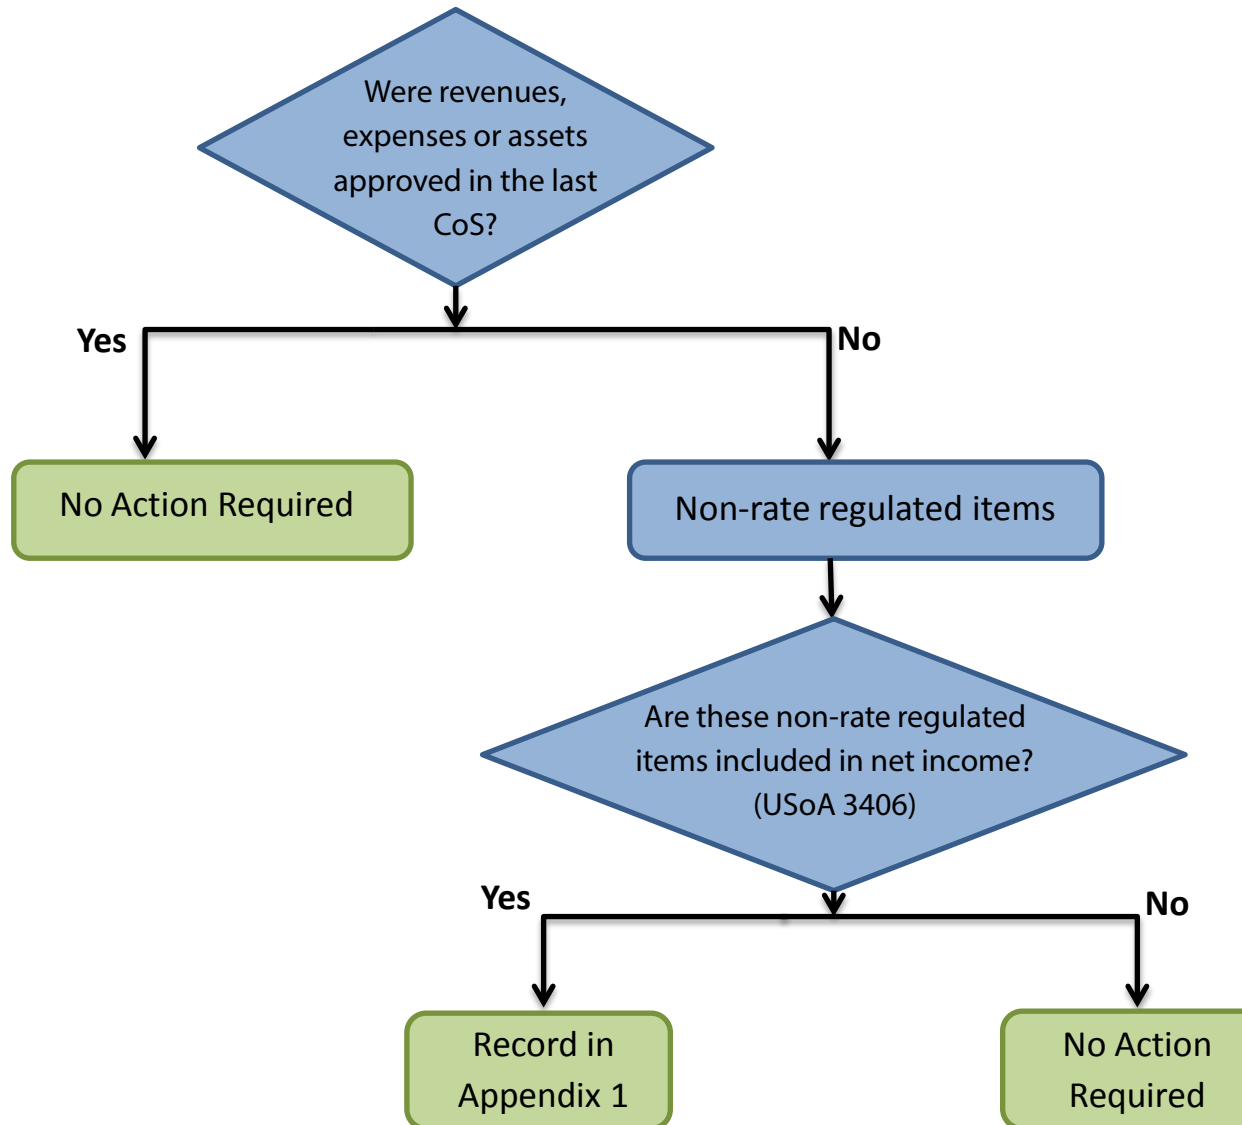 Were revenues,
expenses or assets
approved in the last
CoS?
Yes
No
No Action Required
Non-rate regulated items
Are these non-rate regulated
items included in net income?
(USoA 3406)
Yes
No
Record in
Appendix 1
No Action
Required